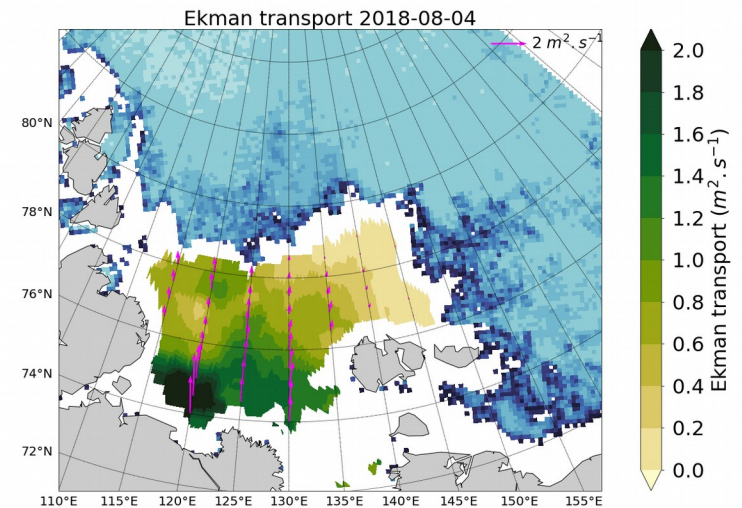 Ekman transport 2018-08-04
2 m².s⁻¹
80°N
78°N
76°N
74°N
72°N
110°E 115°E 120°E 125°E 130°E 135°E 140°E 145°E 150°E 155°E
2.0
1.8
1.6
1.4
1.2
1.0
0.8
0.6
0.4
0.2
0.0
Ekman transport (m².s⁻¹)